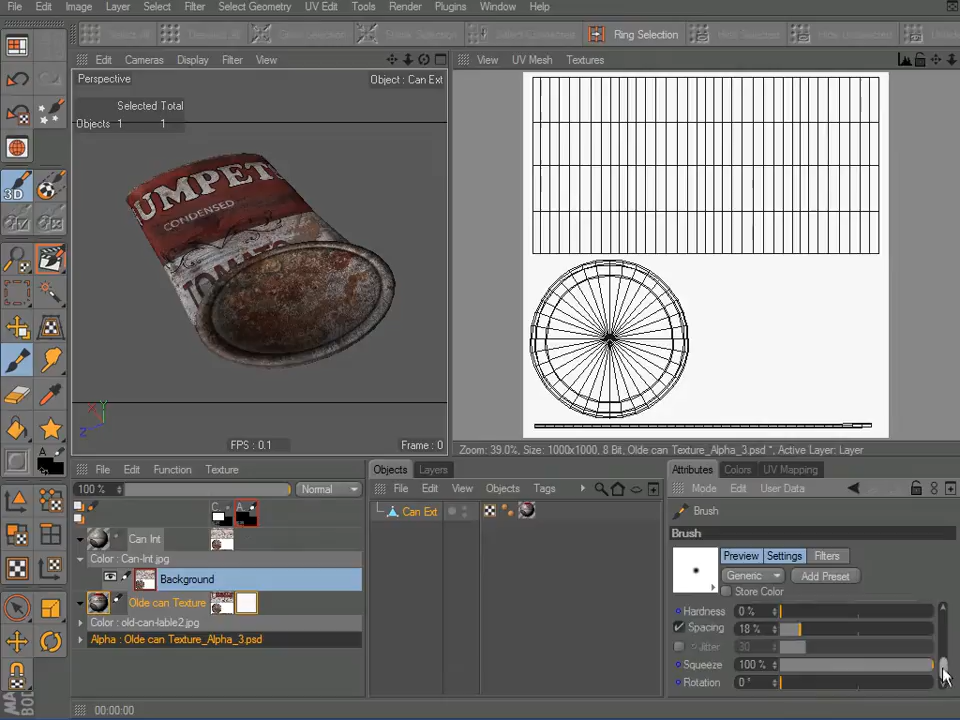 File Edit Image Layer Select Filter Select Geometry UV Edit Tools Render Plugins Window Help
Ring Selection
Edit Cameras Display Filter View
View UV Mesh Textures
Perspective
Object : Can Ext
Selected Total
Objects 1 1
UMPET
CONDENSED
TOMATO
3D
X Y
Z
FPS : 0.1
Frame : 0
Zoom: 39.0%, Size: 1000x1000, 8 Bit, Olde can Texture_Alpha_3.psd *, Active Layer: Layer
File Edit Function Texture
100 %
Normal
C.. A..
Can Int
Color : Can-Int.jpg
Background
Olde can Texture
Color : old-can-lable2.jpg
Alpha : Olde can Texture_Alpha_3.psd
Objects Layers
File Edit View Objects Tags
Can Ext
Attributes Colors UV Mapping
Mode Edit User Data
Brush
Brush
Preview Settings Filters
Generic Add Preset
Store Color
Hardness 0 %
Spacing 18 %
Jitter 30
Squeeze 100 %
Rotation 0 °
00:00:00